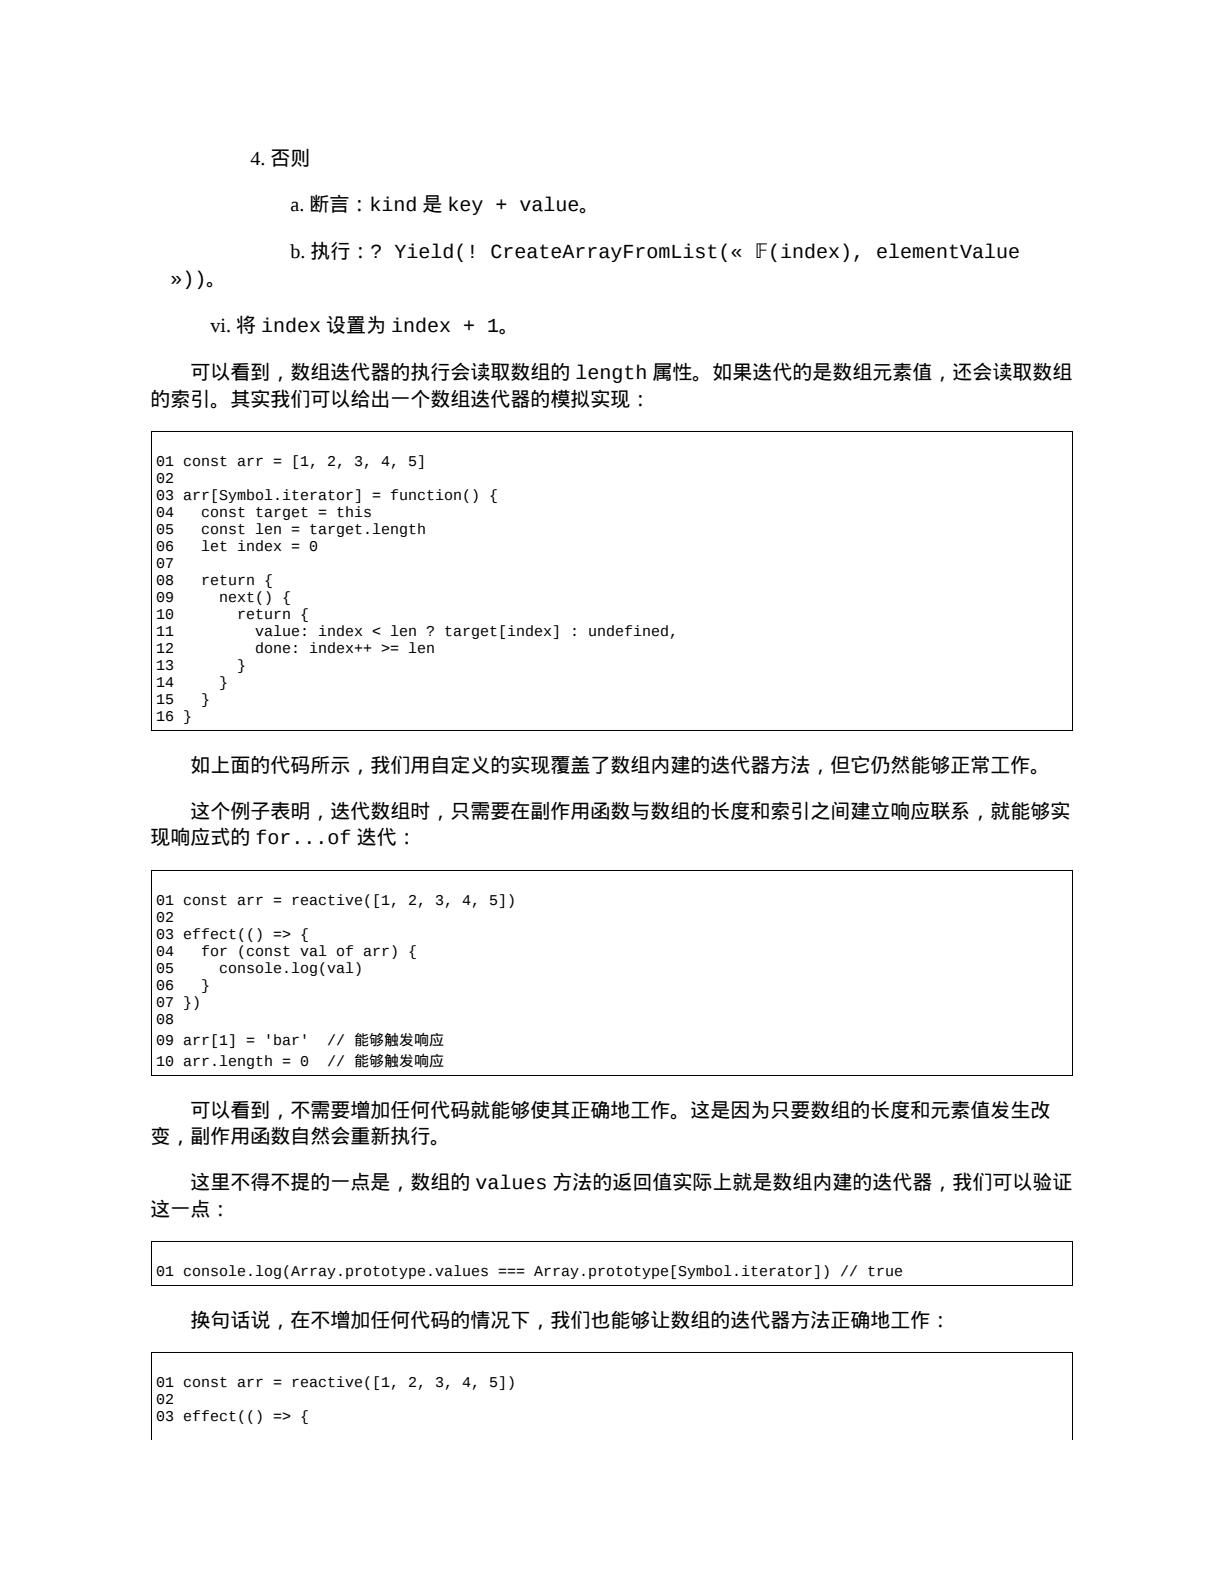 4. 否则
a. 断言：kind 是 key + value。
b. 执行：? Yield(! CreateArrayFromList(« 𝔽(index), elementValue
»))。
vi. 将 index 设置为 index + 1。
可以看到，数组迭代器的执行会读取数组的 length 属性。如果迭代的是数组元素值，还会读取数组
的索引。其实我们可以给出一个数组迭代器的模拟实现：
01 const arr = [1, 2, 3, 4, 5]
02
03 arr[Symbol.iterator] = function() {
04   const target = this
05   const len = target.length
06   let index = 0
07
08   return {
09     next() {
10       return {
11         value: index < len ? target[index] : undefined,
12         done: index++ >= len
13       }
14     }
15   }
16 }
如上面的代码所示，我们用自定义的实现覆盖了数组内建的迭代器方法，但它仍然能够正常工作。
这个例子表明，迭代数组时，只需要在副作用函数与数组的长度和索引之间建立响应联系，就能够实
现响应式的 for...of 迭代：
01 const arr = reactive([1, 2, 3, 4, 5])
02
03 effect(() => {
04   for (const val of arr) {
05     console.log(val)
06   }
07 })
08
09 arr[1] = 'bar'  // 能够触发响应
10 arr.length = 0  // 能够触发响应
可以看到，不需要增加任何代码就能够使其正确地工作。这是因为只要数组的长度和元素值发生改
变，副作用函数自然会重新执行。
这里不得不提的一点是，数组的 values 方法的返回值实际上就是数组内建的迭代器，我们可以验证
这一点：
01 console.log(Array.prototype.values === Array.prototype[Symbol.iterator]) // true
换句话说，在不增加任何代码的情况下，我们也能够让数组的迭代器方法正确地工作：
01 const arr = reactive([1, 2, 3, 4, 5])
02
03 effect(() => {